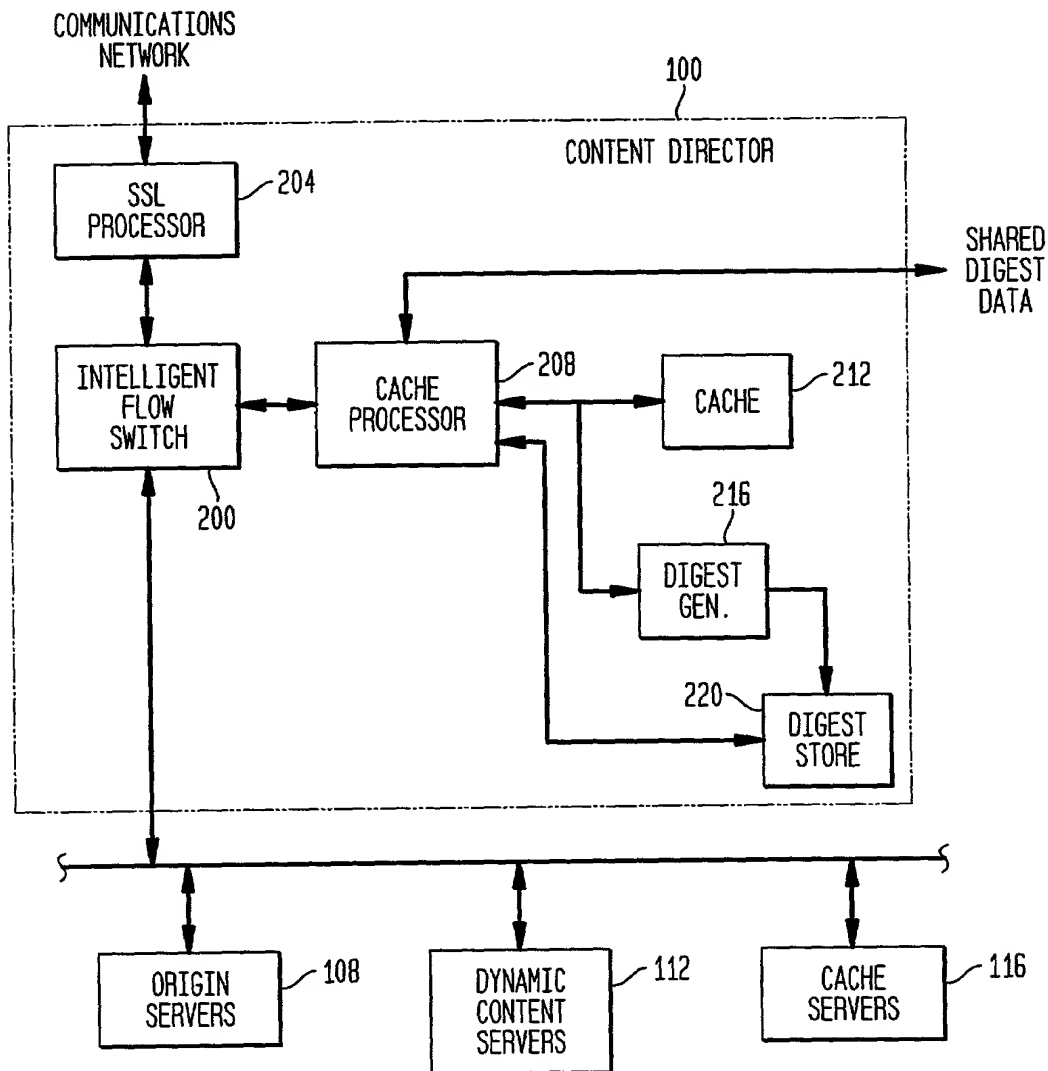 COMMUNICATIONS
NETWORK
100
CONTENT DIRECTOR
SSL
PROCESSOR
204
SHARED
DIGEST
DATA
INTELLIGENT
FLOW
SWITCH
200
CACHE
PROCESSOR
208
CACHE
212
216
DIGEST
GEN.
220
DIGEST
STORE
ORIGIN
SERVERS
108
DYNAMIC
CONTENT
SERVERS
112
CACHE
SERVERS
116